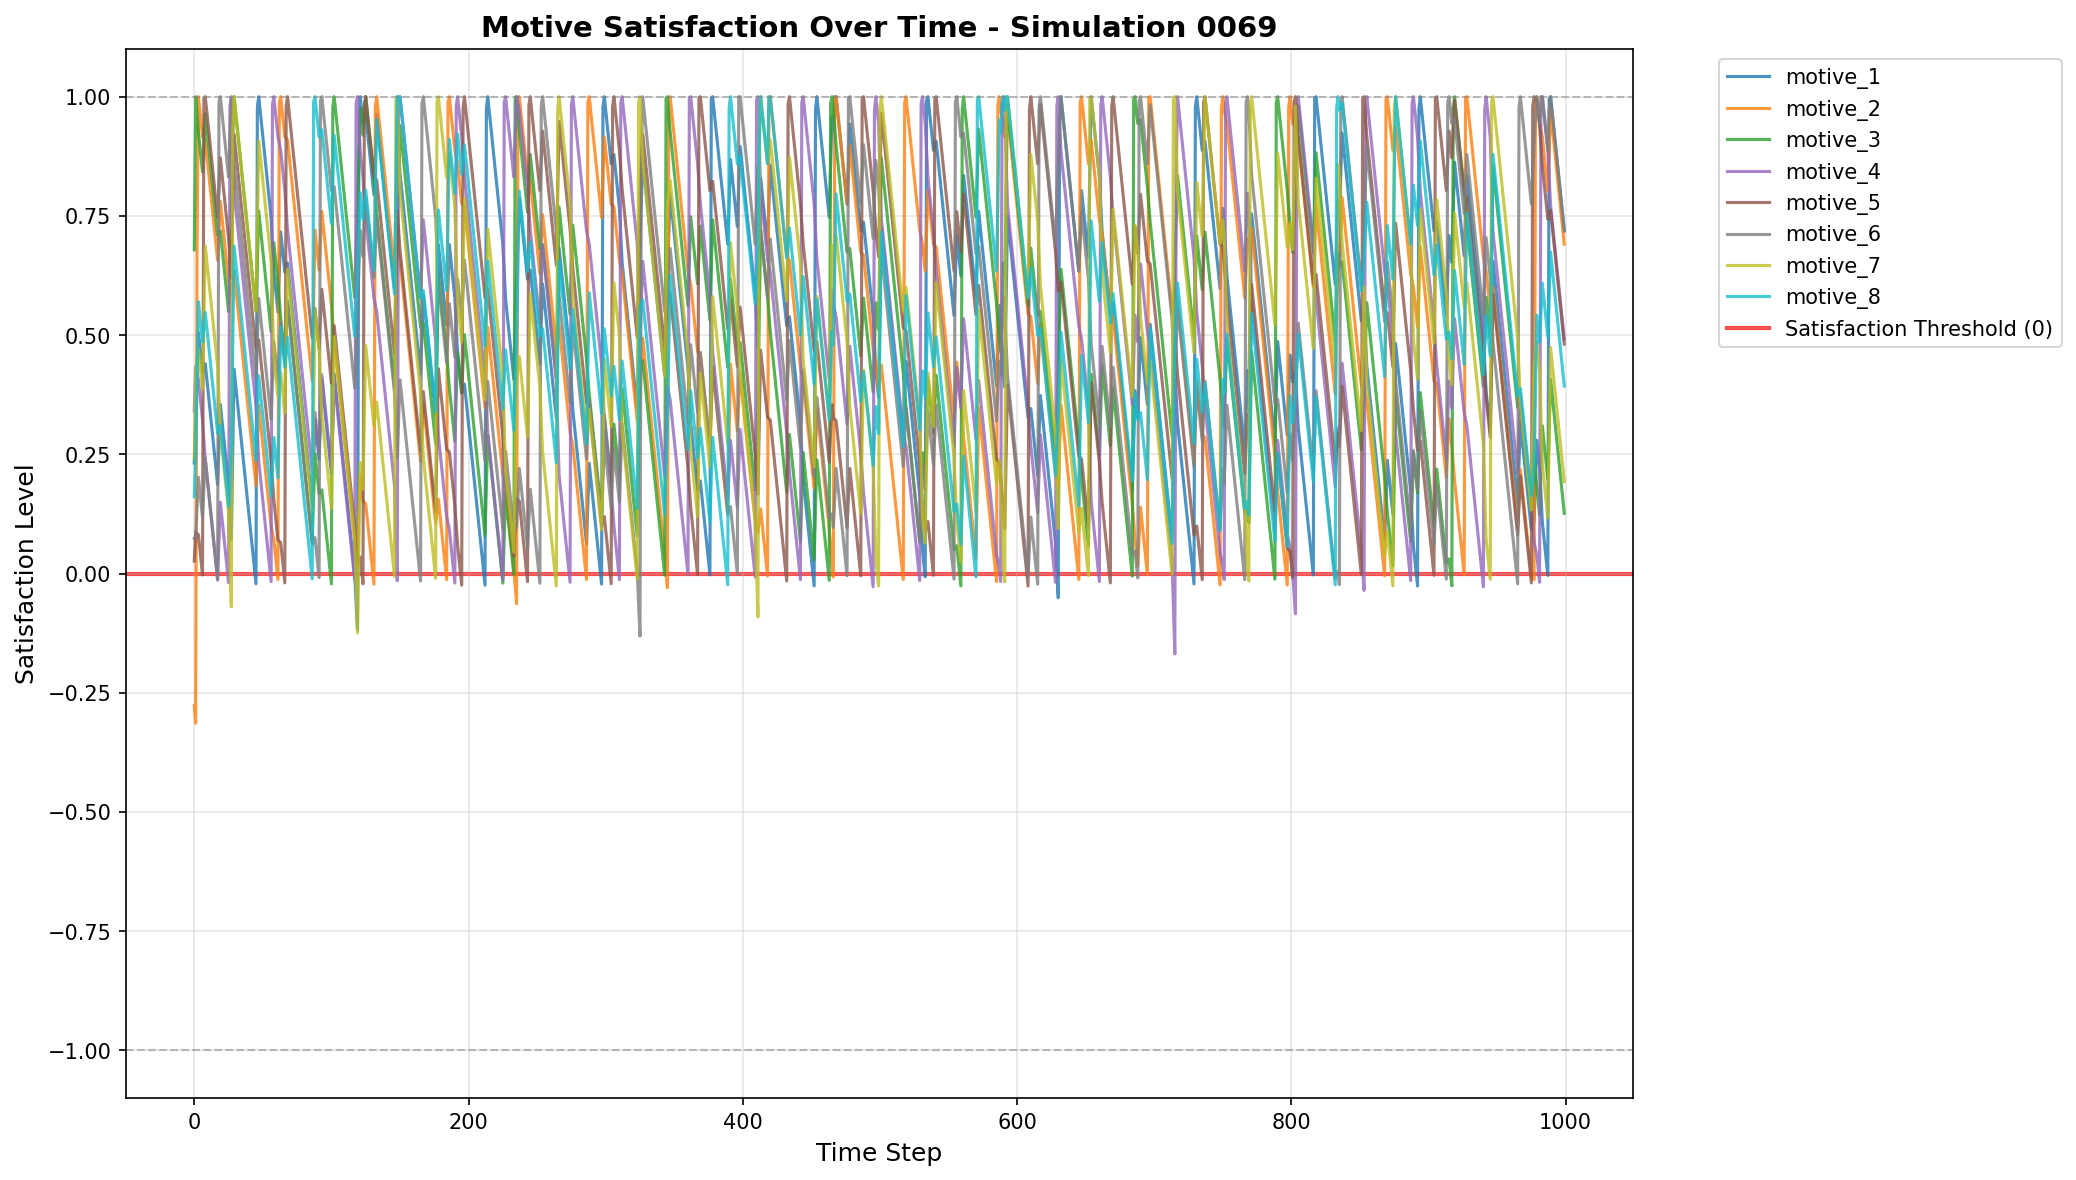 Motive Satisfaction Over Time - Simulation 0069
Satisfaction Level
1.00
0.75
0.50
0.25
0.00
−0.25
−0.50
−0.75
−1.00
0
200
400
600
800
1000
Time Step
motive_1
motive_2
motive_3
motive_4
motive_5
motive_6
motive_7
motive_8
Satisfaction Threshold (0)